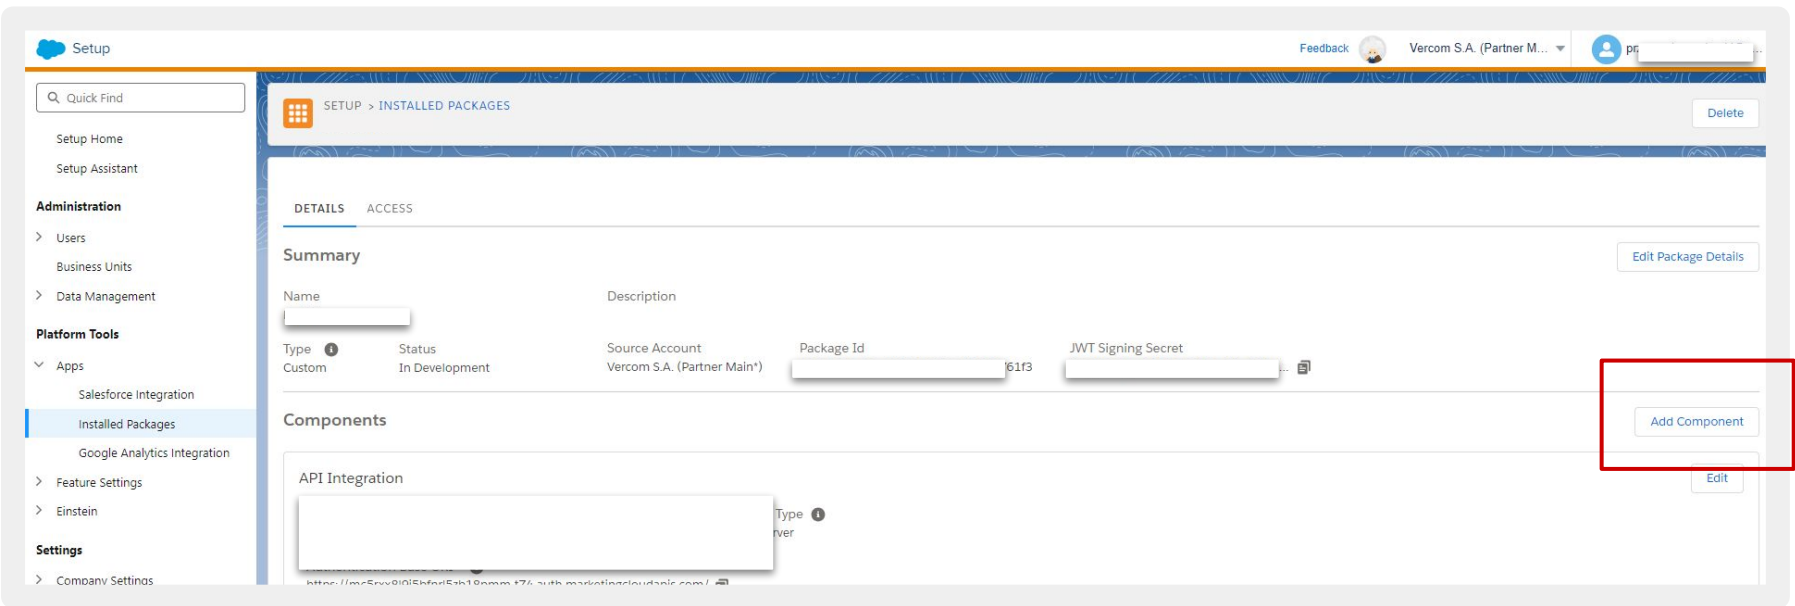 Setup
Feedback
Vercom S.A. (Partner M...
pr
Quick Find
Setup Home
Setup Assistant
Administration
Users
Business Units
Data Management
Platform Tools
Apps
Salesforce Integration
Installed Packages
Google Analytics Integration
Feature Settings
Einstein
Settings
Company Settings
SETUP > INSTALLED PACKAGES
Delete
DETAILS ACCESS
Summary
Edit Package Details
Name
Description
Type
Status
Source Account
Package Id
JWT Signing Secret
Custom
In Development
Vercom S.A. (Partner Main*)
61f3
...
Components
Add Component
API Integration
Edit
Type
rver